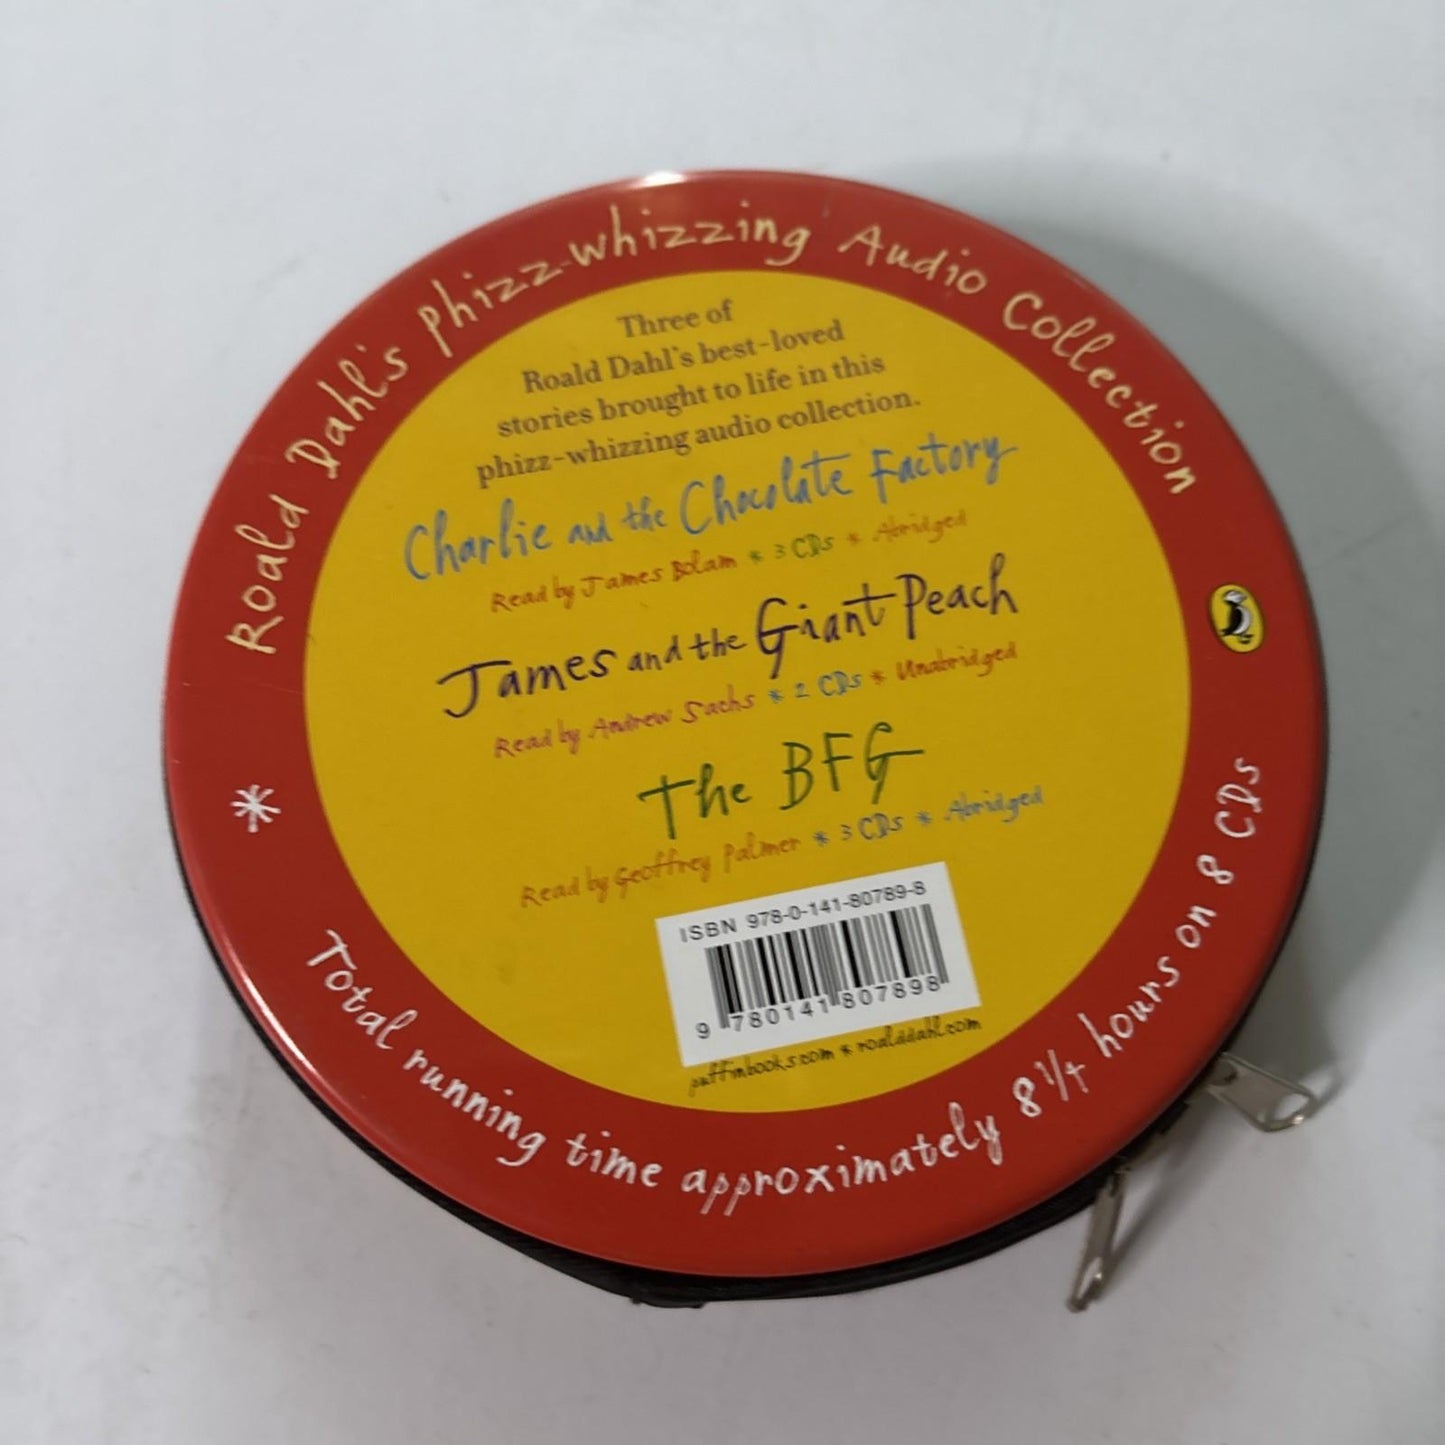 Roald Dahl's phizz-whizzing Audio Collection
Three of
Roald Dahl's best-loved
stories brought to life in this
phizz-whizzing audio collection.
Charlie and the Chocolate Factory
Read by James Bolam * 3 CDs * Abridged
James and the Giant Peach
Read by Andrew Sachs * 2 CDs * Unabridged
The BFG
Read by Geoffrey Palmer * 3 CDs * Abridged
ISBN 978-0-141-80789-8
9 780141 807898
puffinbooks.com * roalddahl.com
* Total running time approximately 8 1/4 hours on 8 CDs